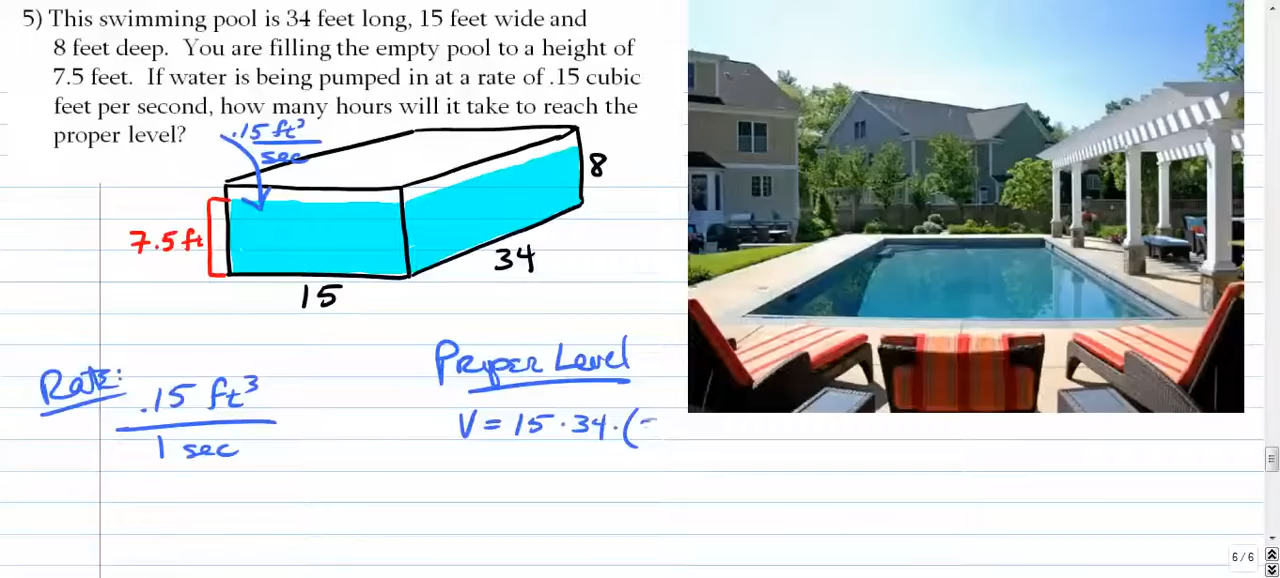 5) This swimming pool is 34 feet long, 15 feet wide and
8 feet deep. You are filling the empty pool to a height of
7.5 feet. If water is being pumped in at a rate of .15 cubic
feet per second, how many hours will it take to reach the
proper level?
.15 ft³
sec
8
7.5 ft
34
15
Proper Level
Rate:
.15 ft³
1 sec
V = 15 · 34 · (
6 / 6